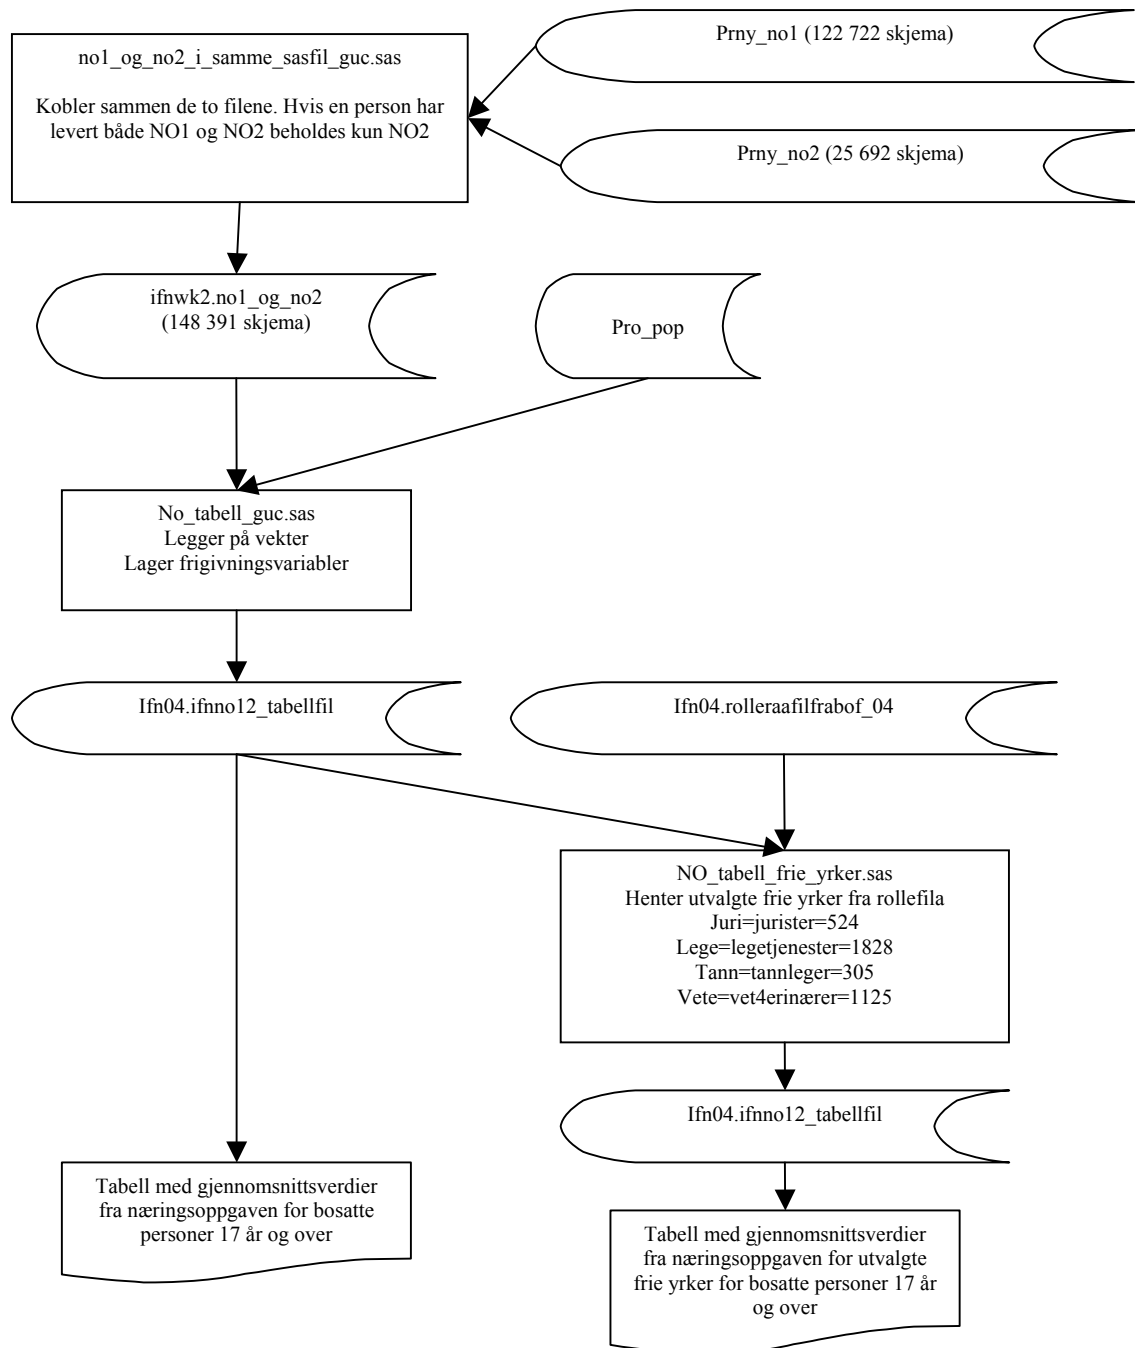 Prny_no1 (122 722 skjema)
no1_og_no2_i_samme_sasfil_guc.sas
Kobler sammen de to filene. Hvis en person har
levert både NO1 og NO2 beholdes kun NO2
Prny_no2 (25 692 skjema)
ifnwk2.no1_og_no2
(148 391 skjema)
Pro_pop
No_tabell_guc.sas
Legger på vekter
Lager frigivningsvariabler
Ifn04.ifnno12_tabellfil
Ifn04.rolleraafilfrabof_04
NO_tabell_frie_yrker.sas
Henter utvalgte frie yrker fra rollefila
Juri=jurister=524
Lege=legetjenester=1828
Tann=tannleger=305
Vete=vet4erinærer=1125
Ifn04.ifnno12_tabellfil
Tabell med gjennomsnittsverdier
fra næringsoppgaven for bosatte
personer 17 år og over
Tabell med gjennomsnittsverdier
fra næringsoppgaven for utvalgte
frie yrker for bosatte personer 17 år
og over